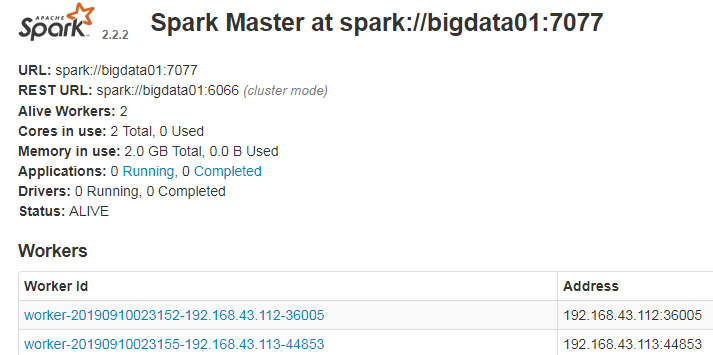 APACHE
Spark 2.2.2 Spark Master at spark://bigdata01:7077
URL: spark://bigdata01:7077
REST URL: spark://bigdata01:6066 (cluster mode)
Alive Workers: 2
Cores in use: 2 Total, 0 Used
Memory in use: 2.0 GB Total, 0.0 B Used
Applications: 0 Running, 0 Completed
Drivers: 0 Running, 0 Completed
Status: ALIVE
Workers
Worker Id Address
worker-20190910023152-192.168.43.112-36005 192.168.43.112:36005
worker-20190910023155-192.168.43.113-44853 192.168.43.113:44853